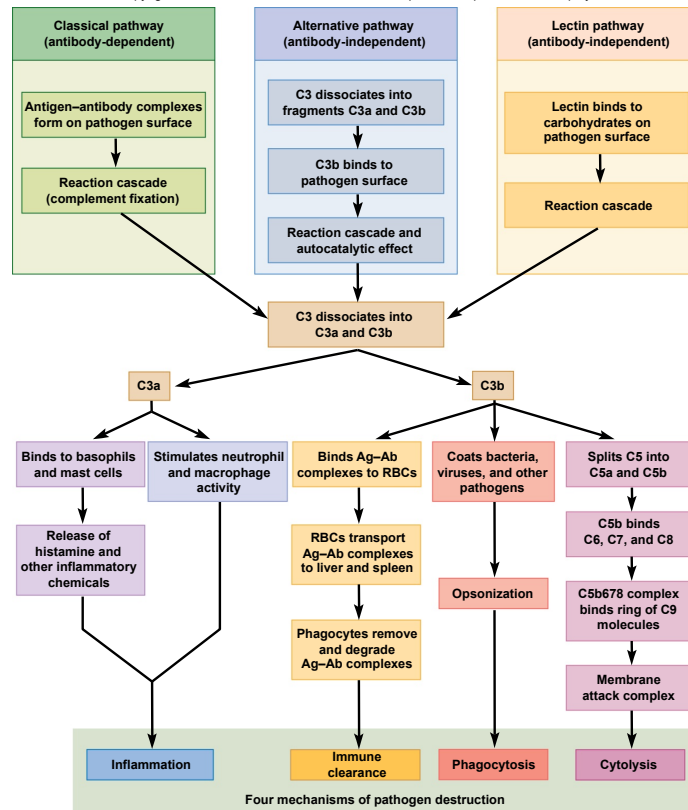 Classical pathway
(antibody-dependent)
Alternative pathway
(antibody-independent)
Lectin pathway
(antibody-independent)
Antigen–antibody complexes
form on pathogen surface
Reaction cascade
(complement fixation)
C3 dissociates into
fragments C3a and C3b
C3b binds to
pathogen surface
Reaction cascade and
autocatalytic effect
Lectin binds to
carbohydrates on
pathogen surface
Reaction cascade
C3 dissociates into
C3a and C3b
C3a
C3b
Binds to basophils
and mast cells
Stimulates neutrophil
and macrophage
activity
Binds Ag–Ab
complexes to RBCs
Coats bacteria,
viruses, and other
pathogens
Splits C5 into
C5a and C5b
Release of
histamine and
other inflammatory
chemicals
RBCs transport
Ag–Ab complexes
to liver and spleen
C5b binds
C6, C7, and C8
Opsonization
C5b678 complex
binds ring of C9
molecules
Phagocytes remove
and degrade
Ag–Ab complexes
Membrane
attack complex
Inflammation
Immune
clearance
Phagocytosis
Cytolysis
Four mechanisms of pathogen destruction